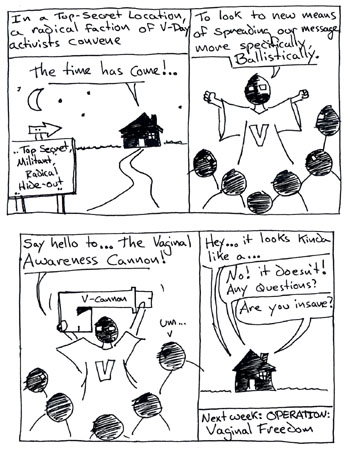 In a Top-Secret Location,
a radical faction of V-Day
activists convene
The time has come!..
Top Secret,
Militant,
Radical
Hide-out
To look to new means
of spreading our message
more specifically,
Ballistically.
V
Say hello to... The Vaginal
Awareness Cannon!
V-Cannon
um...
V
Hey... it looks kinda
like a...
No! it doesn't!
Any Questions?
Are you insane?
Next week: OPERATION:
Vaginal Freedom